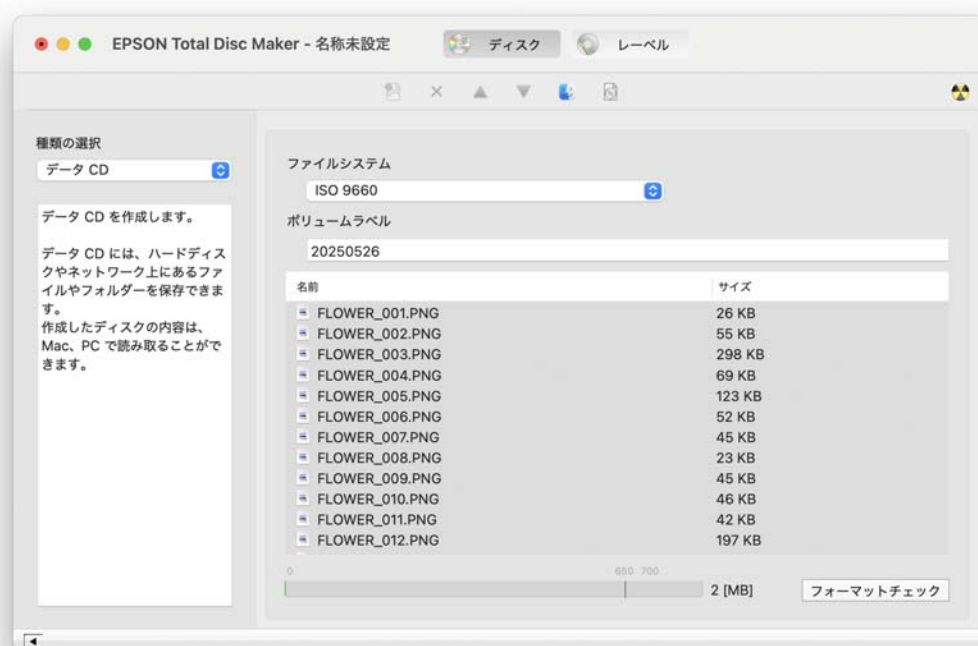 EPSON Total Disc Maker - 名称未設定
ディスク
レーベル
種類の選択
データ CD
データ CD を作成します。
データ CD には、ハードディス
クやネットワーク上にあるファ
イルやフォルダーを保存できま
す。
作成したディスクの内容は、
Mac、PC で読み取ることがで
きます。
ファイルシステム
ISO 9660
ボリュームラベル
20250526
名前 サイズ
FLOWER_001.PNG 26 KB
FLOWER_002.PNG 55 KB
FLOWER_003.PNG 298 KB
FLOWER_004.PNG 69 KB
FLOWER_005.PNG 123 KB
FLOWER_006.PNG 52 KB
FLOWER_007.PNG 45 KB
FLOWER_008.PNG 23 KB
FLOWER_009.PNG 45 KB
FLOWER_010.PNG 46 KB
FLOWER_011.PNG 42 KB
FLOWER_012.PNG 197 KB
0 650 700
2 [MB] フォーマットチェック